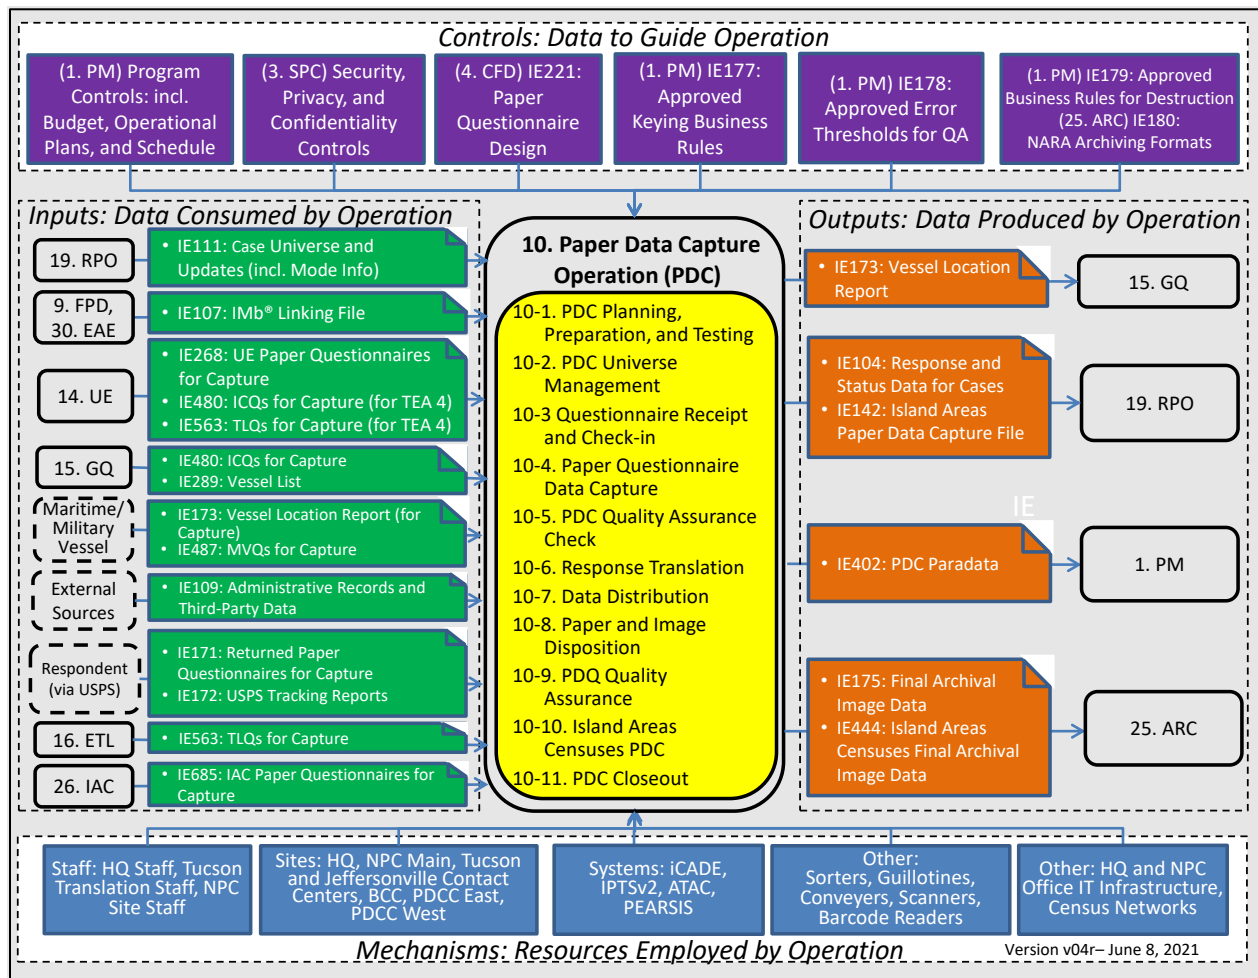 Controls: Data to Guide Operation
(1. PM) Program
Controls: incl.
Budget, Operational
Plans, and Schedule
(3. SPC) Security,
Privacy, and
Confidentiality
Controls
(4. CFD) IE221:
Paper
Questionnaire
Design
(1. PM) IE177:
Approved
Keying Business
Rules
(1. PM) IE178:
Approved Error
Thresholds for QA
(1. PM) IE179: Approved
Business Rules for Destruction
(25. ARC) IE180:
NARA Archiving Formats
Inputs: Data Consumed by Operation
19. RPO
• IE111: Case Universe and
Updates (incl. Mode Info)
9. FPD,
30. EAE
• IE107: IMb® Linking File
14. UE
• IE268: UE Paper Questionnaires
for Capture
• IE480: ICQs for Capture (for TEA 4)
• IE563: TLQs for Capture (for TEA 4)
15. GQ
• IE480: ICQs for Capture
• IE289: Vessel List
Maritime/
Military
Vessel
• IE173: Vessel Location Report (for
Capture)
• IE487: MVQs for Capture
External
Sources
• IE109: Administrative Records and
Third-Party Data
Respondent
(via USPS)
• IE171: Returned Paper
Questionnaires for Capture
• IE172: USPS Tracking Reports
16. ETL
• IE563: TLQs for Capture
26. IAC
• IE685: IAC Paper Questionnaires for
Capture
10. Paper Data Capture
Operation (PDC)
10-1. PDC Planning,
Preparation, and Testing
10-2. PDC Universe
Management
10-3 Questionnaire Receipt
and Check-in
10-4. Paper Questionnaire
Data Capture
10-5. PDC Quality Assurance
Check
10-6. Response Translation
10-7. Data Distribution
10-8. Paper and Image
Disposition
10-9. PDQ Quality
Assurance
10-10. Island Areas
Censuses PDC
10-11. PDC Closeout
Outputs: Data Produced by Operation
• IE173: Vessel Location
Report
15. GQ
• IE104: Response and
Status Data for Cases
• IE142: Island Areas
Paper Data Capture File
19. RPO
IE
• IE402: PDC Paradata
1. PM
• IE175: Final Archival
Image Data
• IE444: Island Areas
Censuses Final Archival
Image Data
25. ARC
Staff: HQ Staff, Tucson
Translation Staff, NPC
Site Staff
Sites: HQ, NPC Main, Tucson
and Jeffersonville Contact
Centers, BCC, PDCC East,
PDCC West
Systems: iCADE,
IPTSv2, ATAC,
PEARSIS
Other:
Sorters, Guillotines,
Conveyers, Scanners,
Barcode Readers
Other: HQ and NPC
Office IT Infrastructure,
Census Networks
Mechanisms: Resources Employed by Operation
Version v04r– June 8, 2021